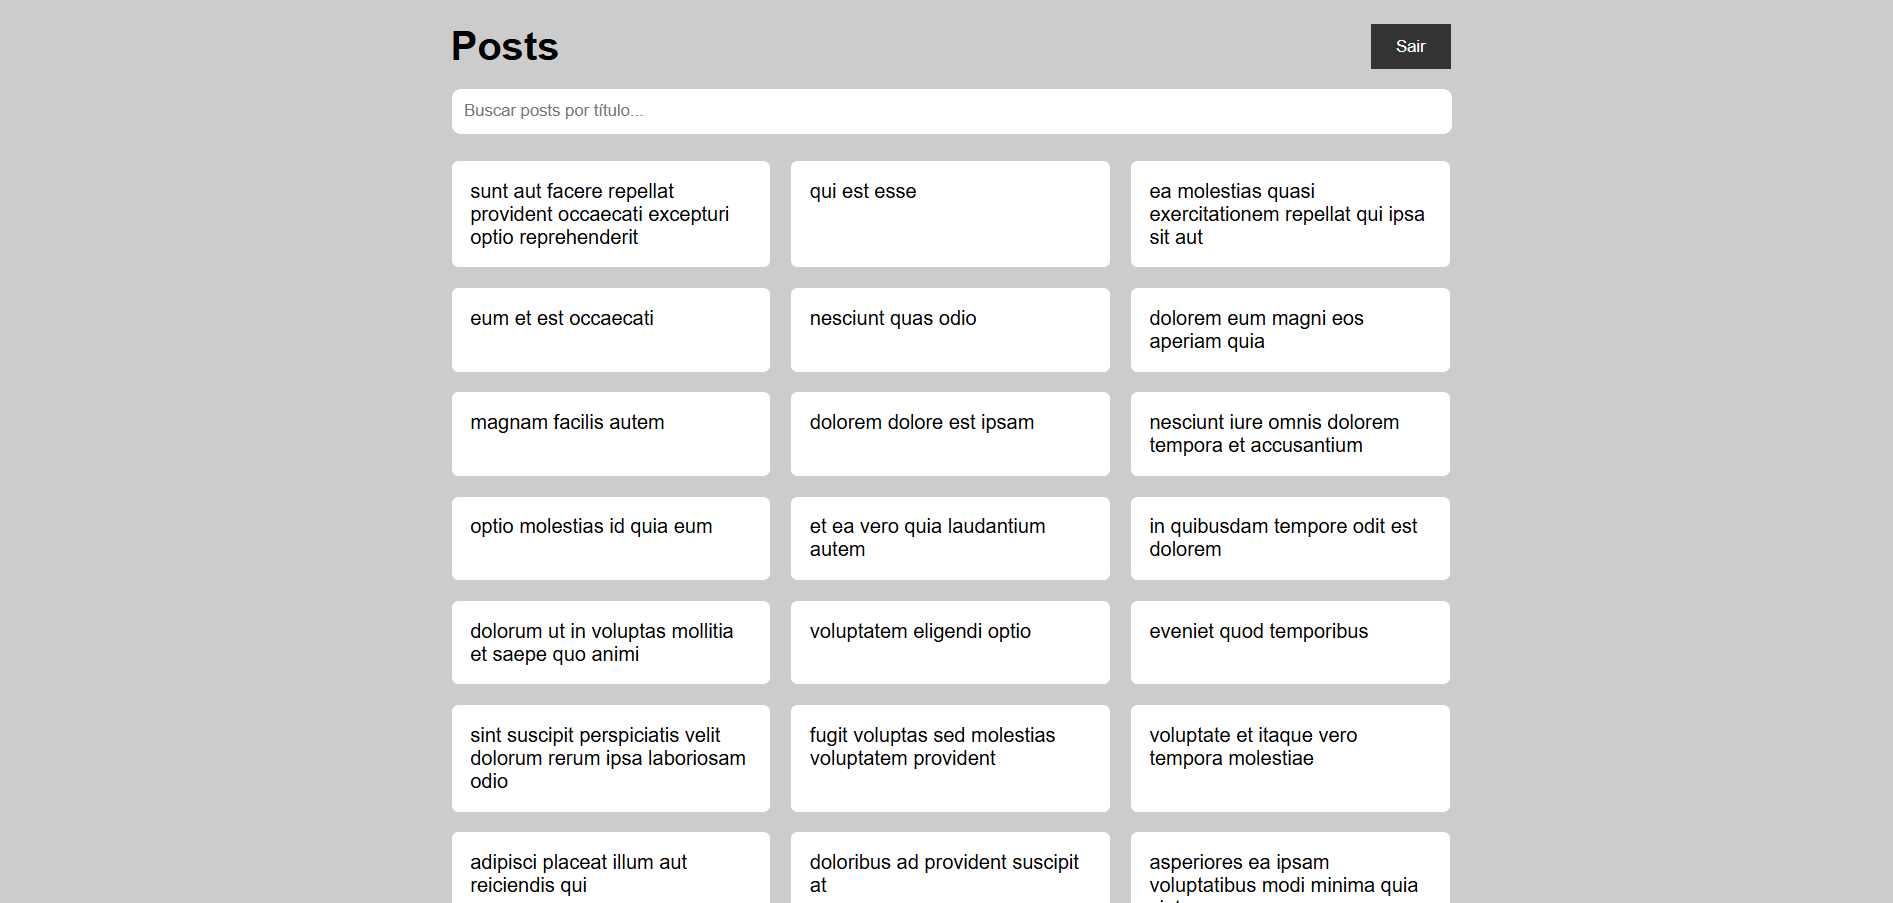 Posts
Sair
Buscar posts por título...
sunt aut facere repellat
provident occaecati excepturi
optio reprehenderit
qui est esse
ea molestias quasi
exercitationem repellat qui ipsa
sit aut
eum et est occaecati
nesciunt quas odio
dolorem eum magni eos
aperiam quia
magnam facilis autem
dolorem dolore est ipsam
nesciunt iure omnis dolorem
tempora et accusantium
optio molestias id quia eum
et ea vero quia laudantium
autem
in quibusdam tempore odit est
dolorem
dolorum ut in voluptas mollitia
et saepe quo animi
voluptatem eligendi optio
eveniet quod temporibus
sint suscipit perspiciatis velit
dolorum rerum ipsa laboriosam
odio
fugit voluptas sed molestias
voluptatem provident
voluptate et itaque vero
tempora molestiae
adipisci placeat illum aut
reiciendis qui
doloribus ad provident suscipit
at
asperiores ea ipsam
voluptatibus modi minima quia